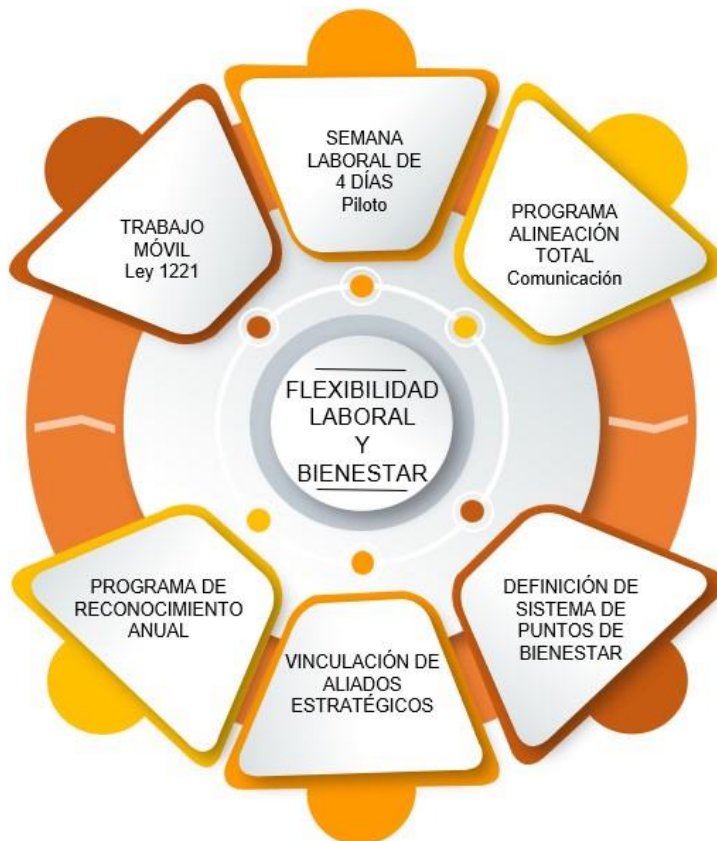 SEMANA
LABORAL DE
4 DÍAS
Piloto
PROGRAMA
ALINEACIÓN
TOTAL
Comunicación
DEFINICIÓN DE
SISTEMA DE
PUNTOS DE
BIENESTAR
VINCULACIÓN DE
ALIADOS
ESTRATÉGICOS
PROGRAMA DE
RECONOCIMIENTO
ANUAL
TRABAJO
MÓVIL
Ley 1221
FLEXIBILIDAD
LABORAL
Y
BIENESTAR